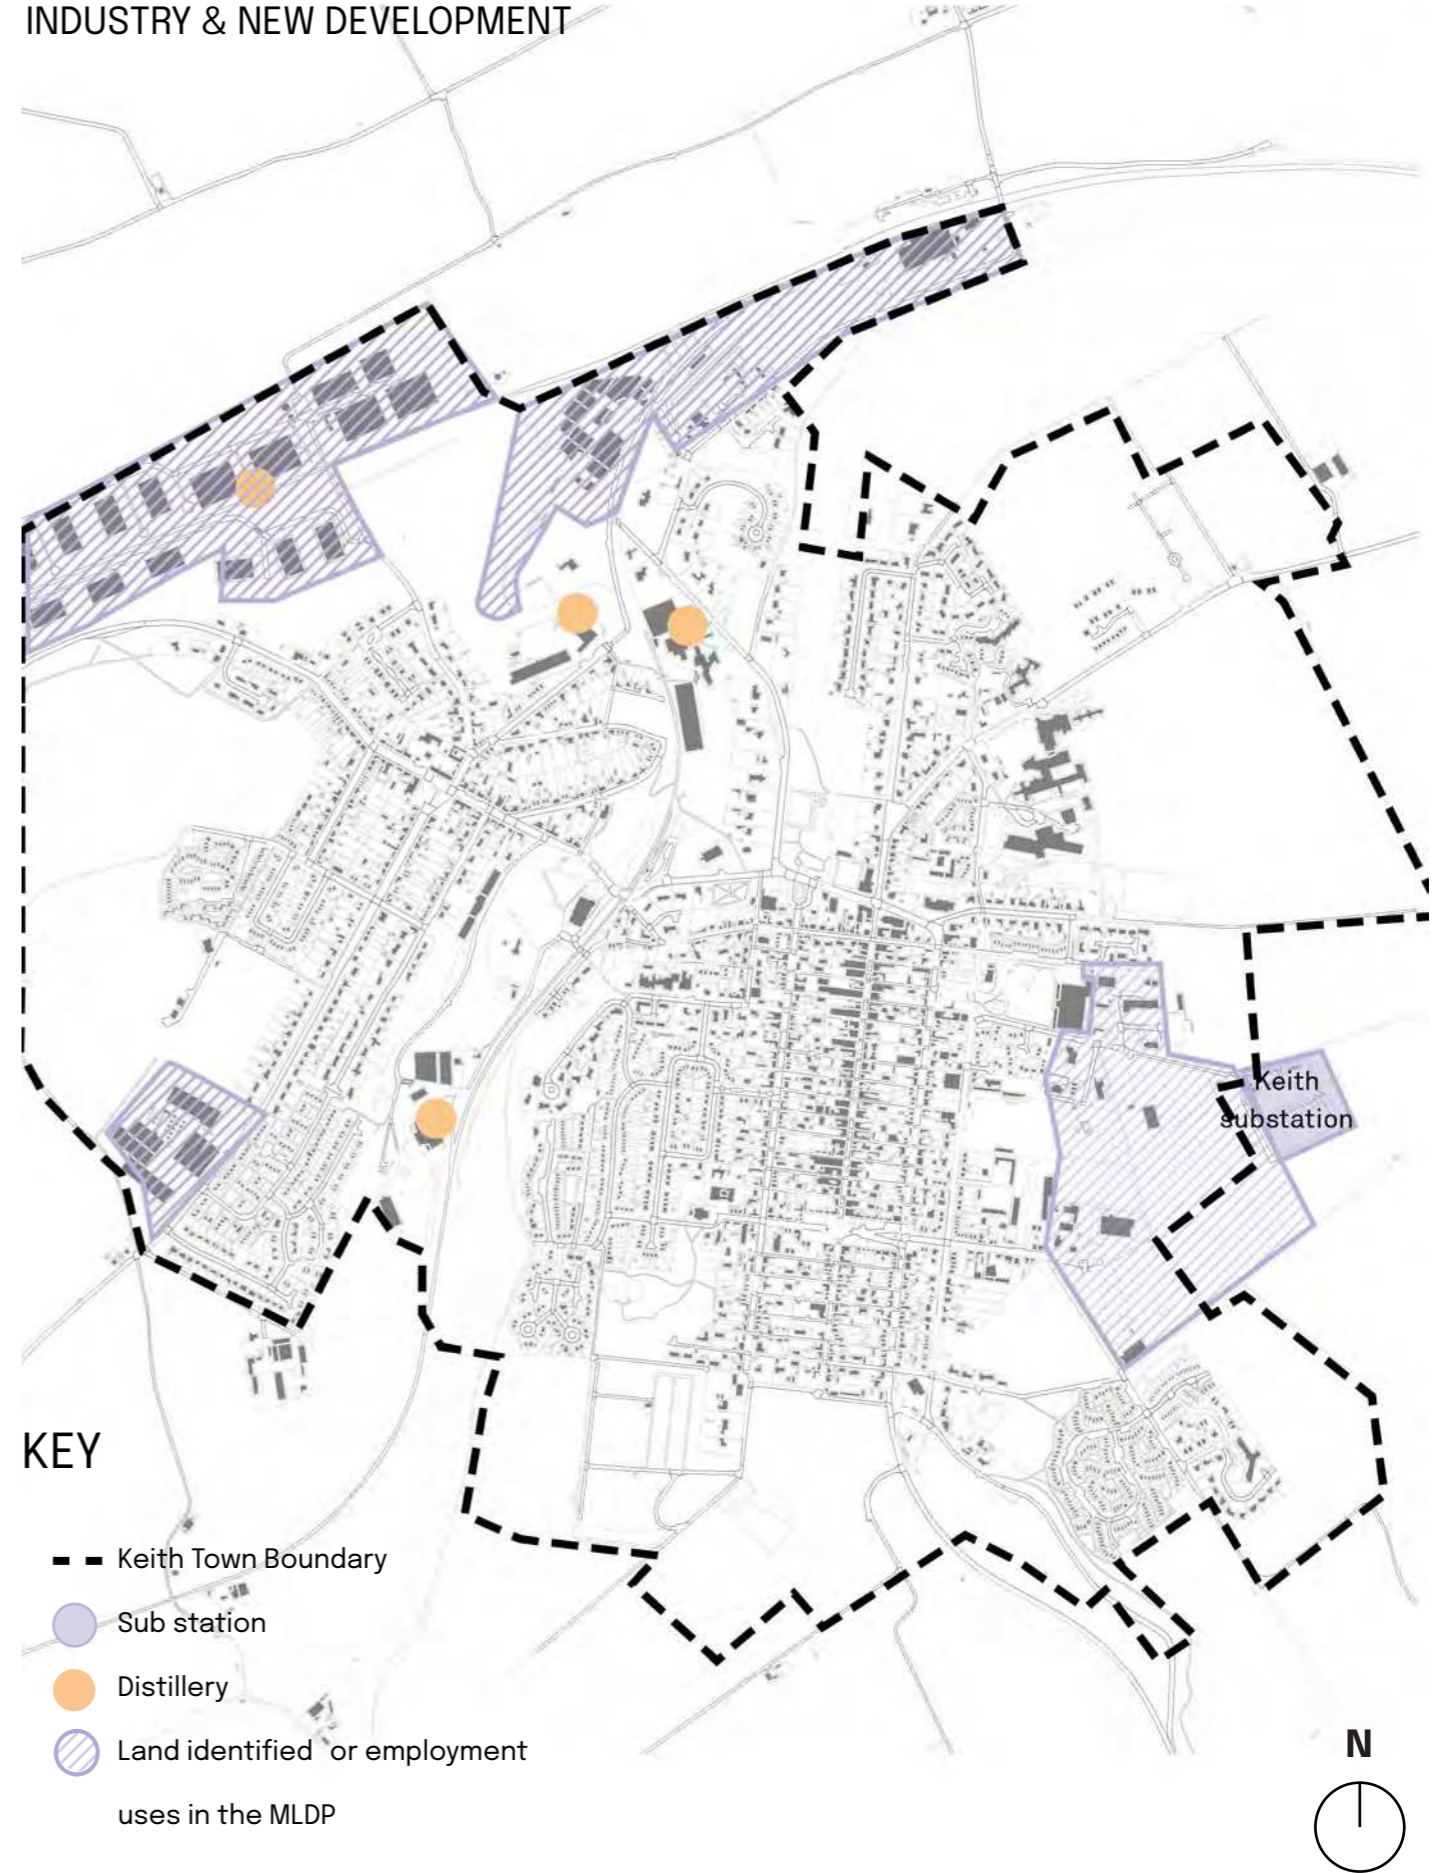 INDUSTRY & NEW DEVELOPMENT
Keith
substation
KEY
Keith Town Boundary
Sub station
Distillery
Land identified or employment
uses in the MLDP
N